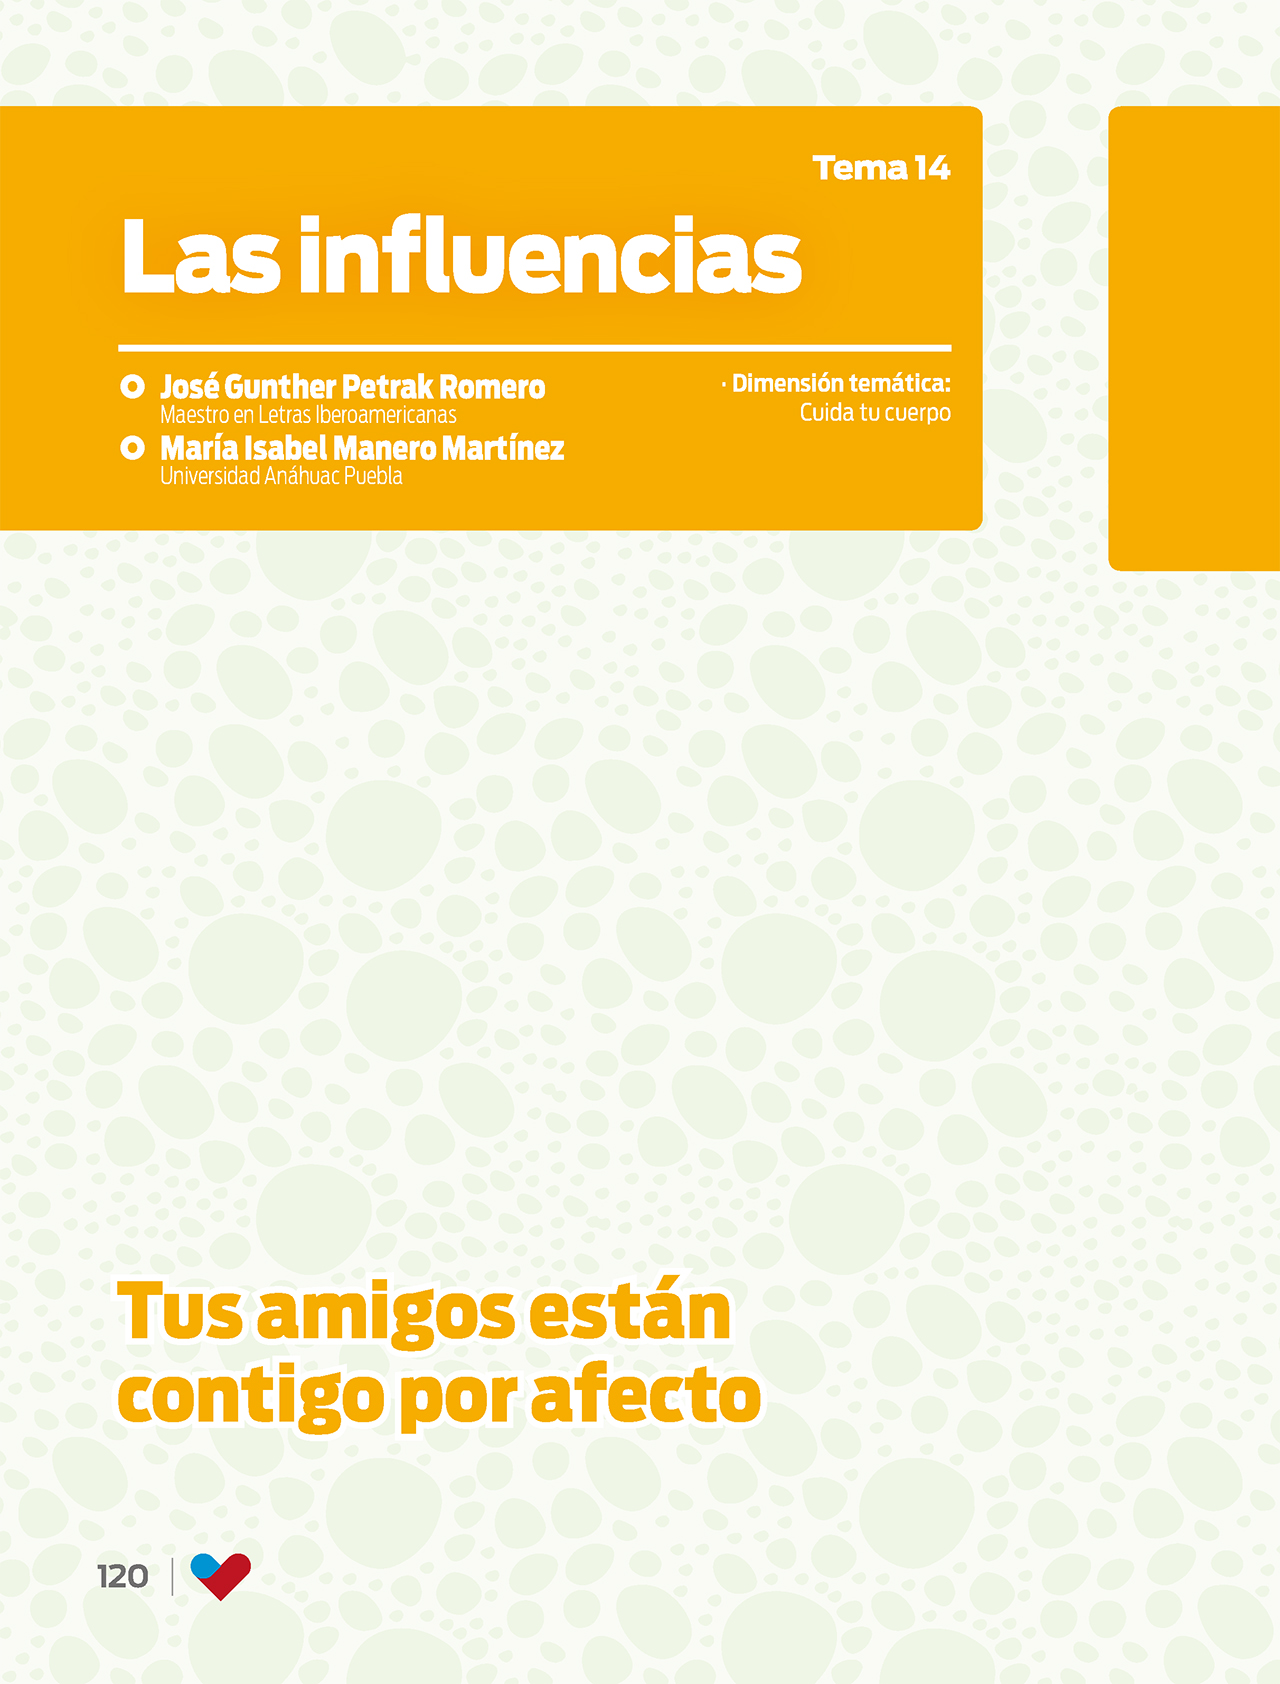 Tema 14
Las influencias
José Gunther Petrak Romero
Maestro en Letras Iberoamericanas
María Isabel Manero Martínez
Universidad Anáhuac Puebla
· Dimensión temática:
Cuida tu cuerpo
Tus amigos están
contigo por afecto
120